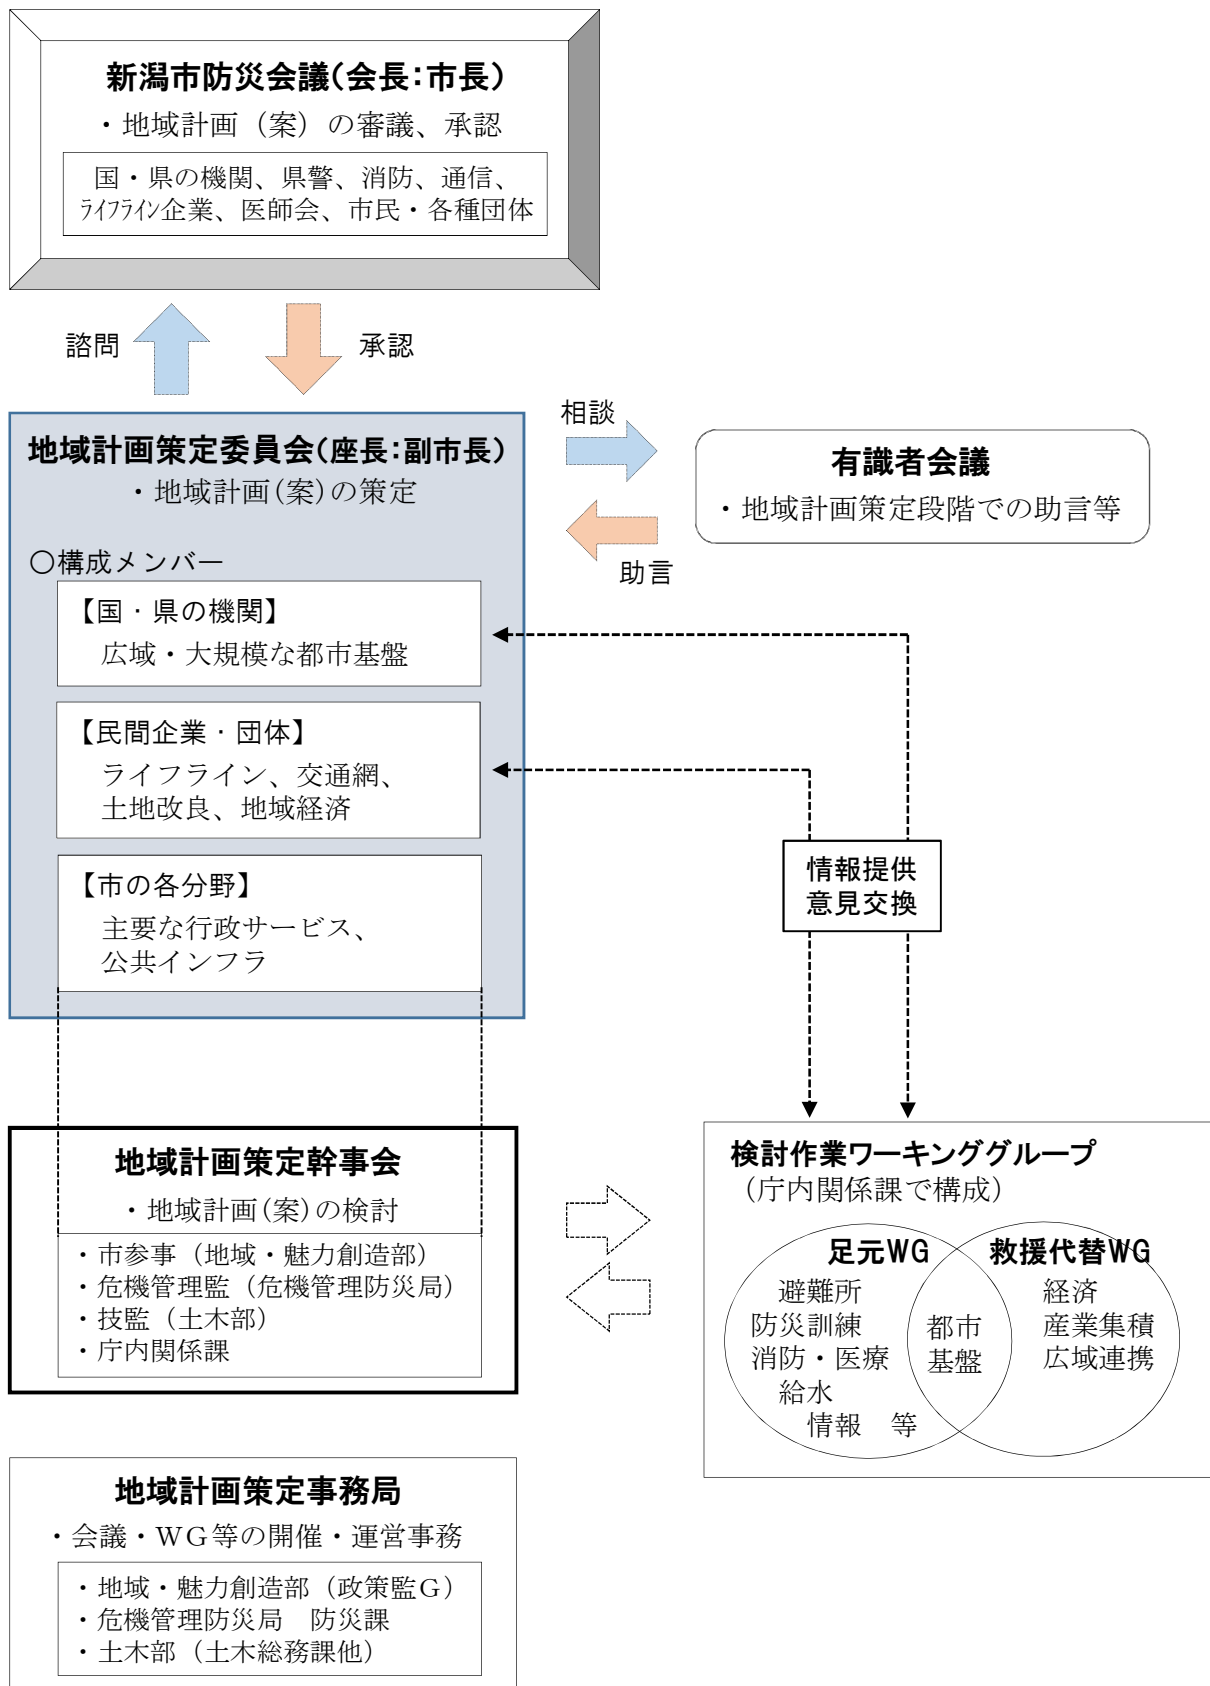 新潟市防災会議(会長:市長)
・地域計画（案）の審議、承認
国・県の機関、県警、消防、通信、
ﾗｲﾌﾗｲﾝ企業、医師会、市民・各種団体
諮問
承認
地域計画策定委員会(座長:副市長)
・地域計画(案)の策定
〇構成メンバー
【国・県の機関】
広域・大規模な都市基盤
【民間企業・団体】
ライフライン、交通網、
土地改良、地域経済
【市の各分野】
主要な行政サービス、
公共インフラ
相談
助言
有識者会議
・地域計画策定段階での助言等
情報提供
意見交換
地域計画策定幹事会
・地域計画(案)の検討
・市参事（地域・魅力創造部）
・危機管理監（危機管理防災局）
・技監（土木部）
・庁内関係課
検討作業ワーキンググループ
（庁内関係課で構成）
足元WG
避難所
防災訓練
消防・医療
給水
情報　等
都市
基盤
救援代替WG
経済
産業集積
広域連携
地域計画策定事務局
・会議・ＷＧ等の開催・運営事務
・地域・魅力創造部（政策監Ｇ）
・危機管理防災局　防災課
・土木部（土木総務課他）